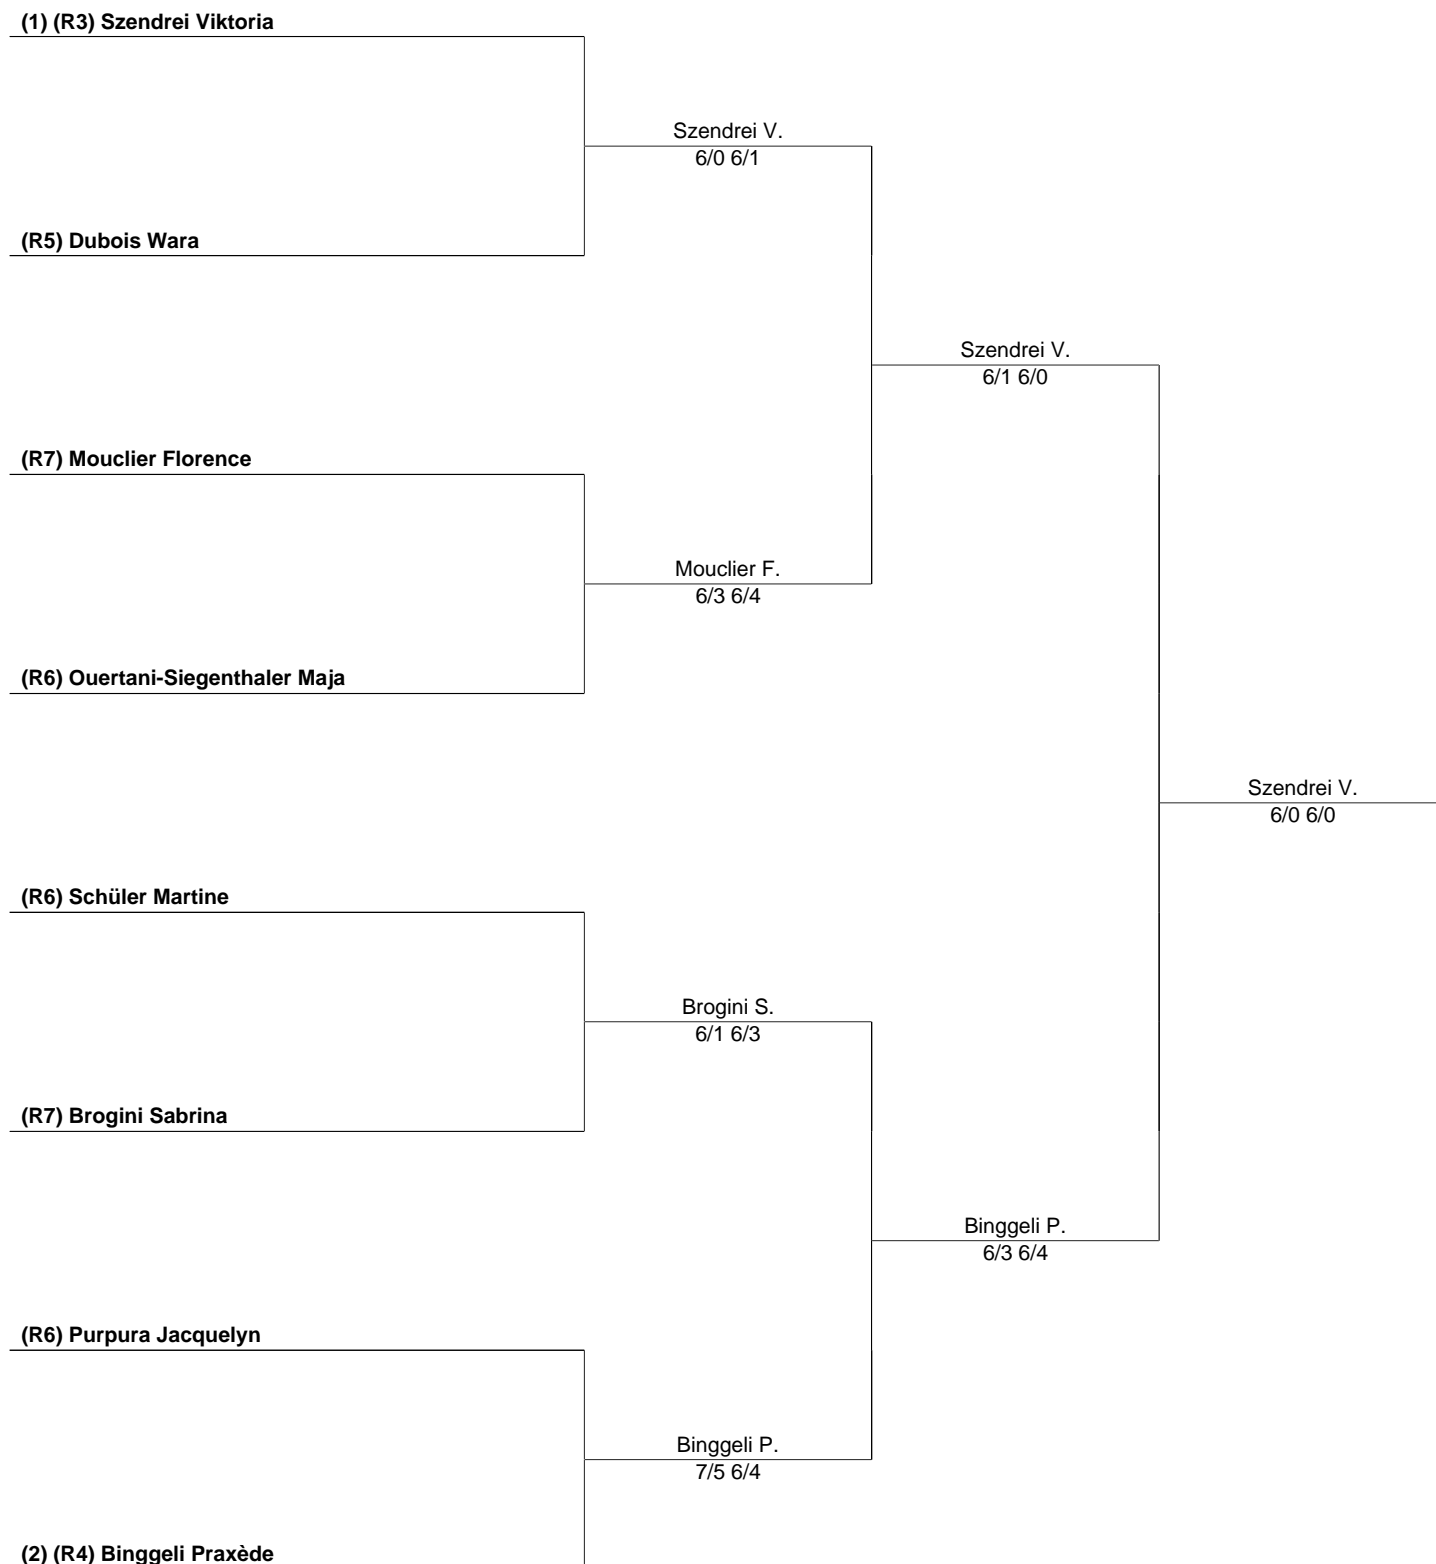 (1) (R3) Szendrei Viktoria
Szendrei V.
6/0 6/1
(R5) Dubois Wara
Szendrei V.
6/1 6/0
(R7) Mouclier Florence
Mouclier F.
6/3 6/4
(R6) Ouertani-Siegenthaler Maja
Szendrei V.
6/0 6/0
(R6) Schüler Martine
Brogini S.
6/1 6/3
(R7) Brogini Sabrina
Binggeli P.
6/3 6/4
(R6) Purpura Jacquelyn
Binggeli P.
7/5 6/4
(2) (R4) Binggeli Praxède